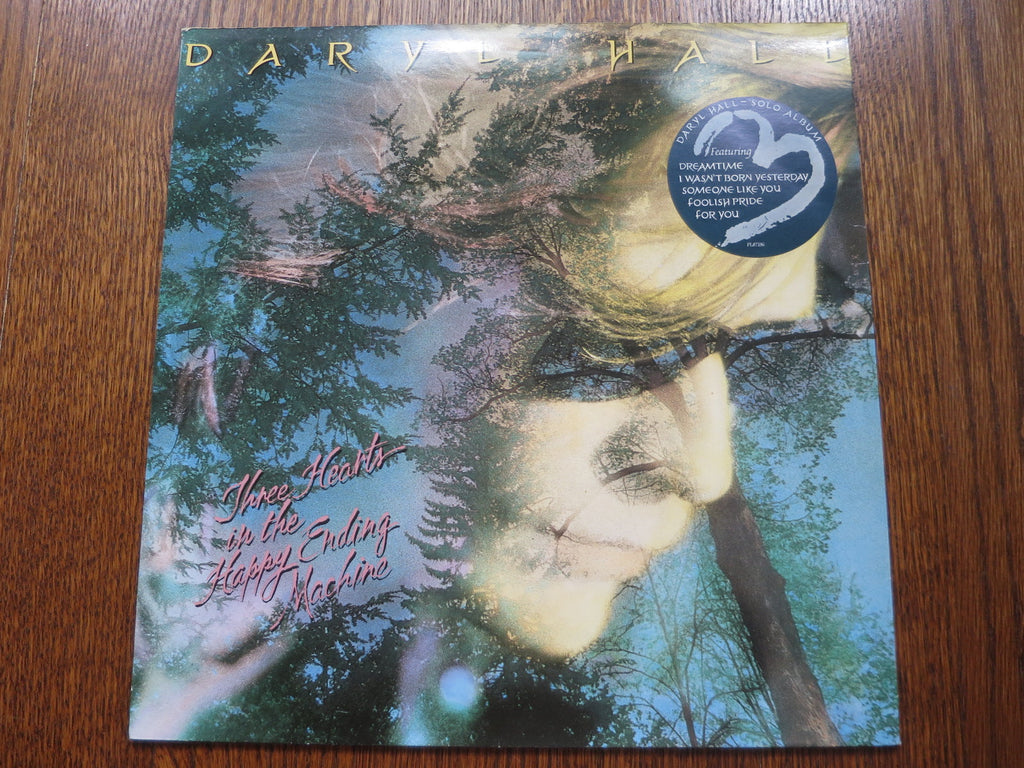 DARYL HALL
DARYL HALL - SOLO ALBUM
Featuring
DREAMTIME
I WASN'T BORN YESTERDAY
SOMEONE LIKE YOU
FOOLISH PRIDE
FOR YOU
Three Hearts
in the
Happy Ending
Machine